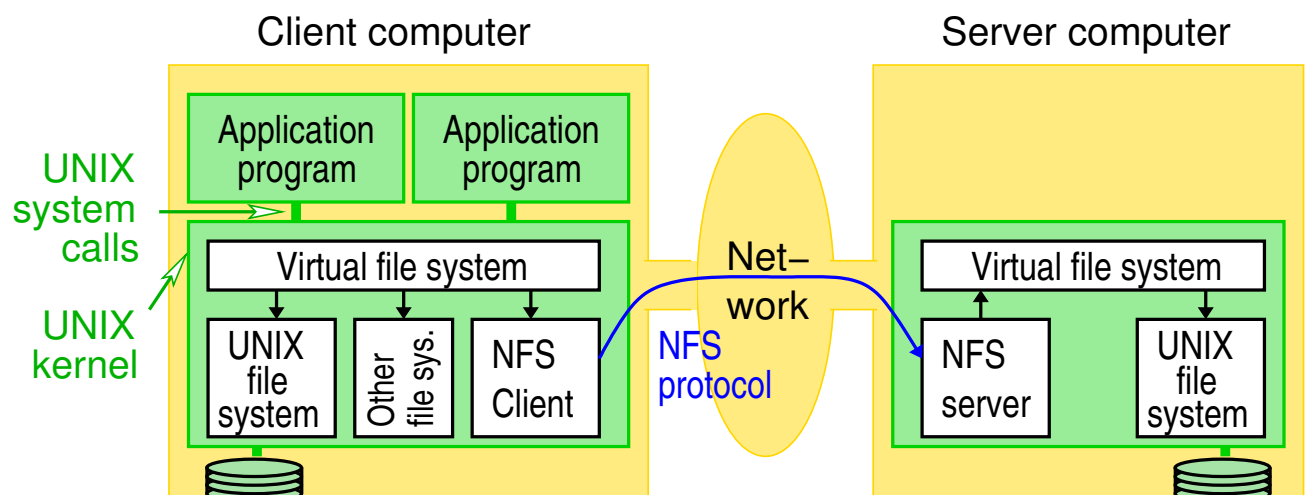 Client computer
Server computer
Application
program
Application
program
UNIX
system
calls
UNIX
kernel
Virtual file system
UNIX
file
system
Other
file sys.
NFS
Client
Net–
work
NFS
protocol
Virtual file system
NFS
server
UNIX
file
system